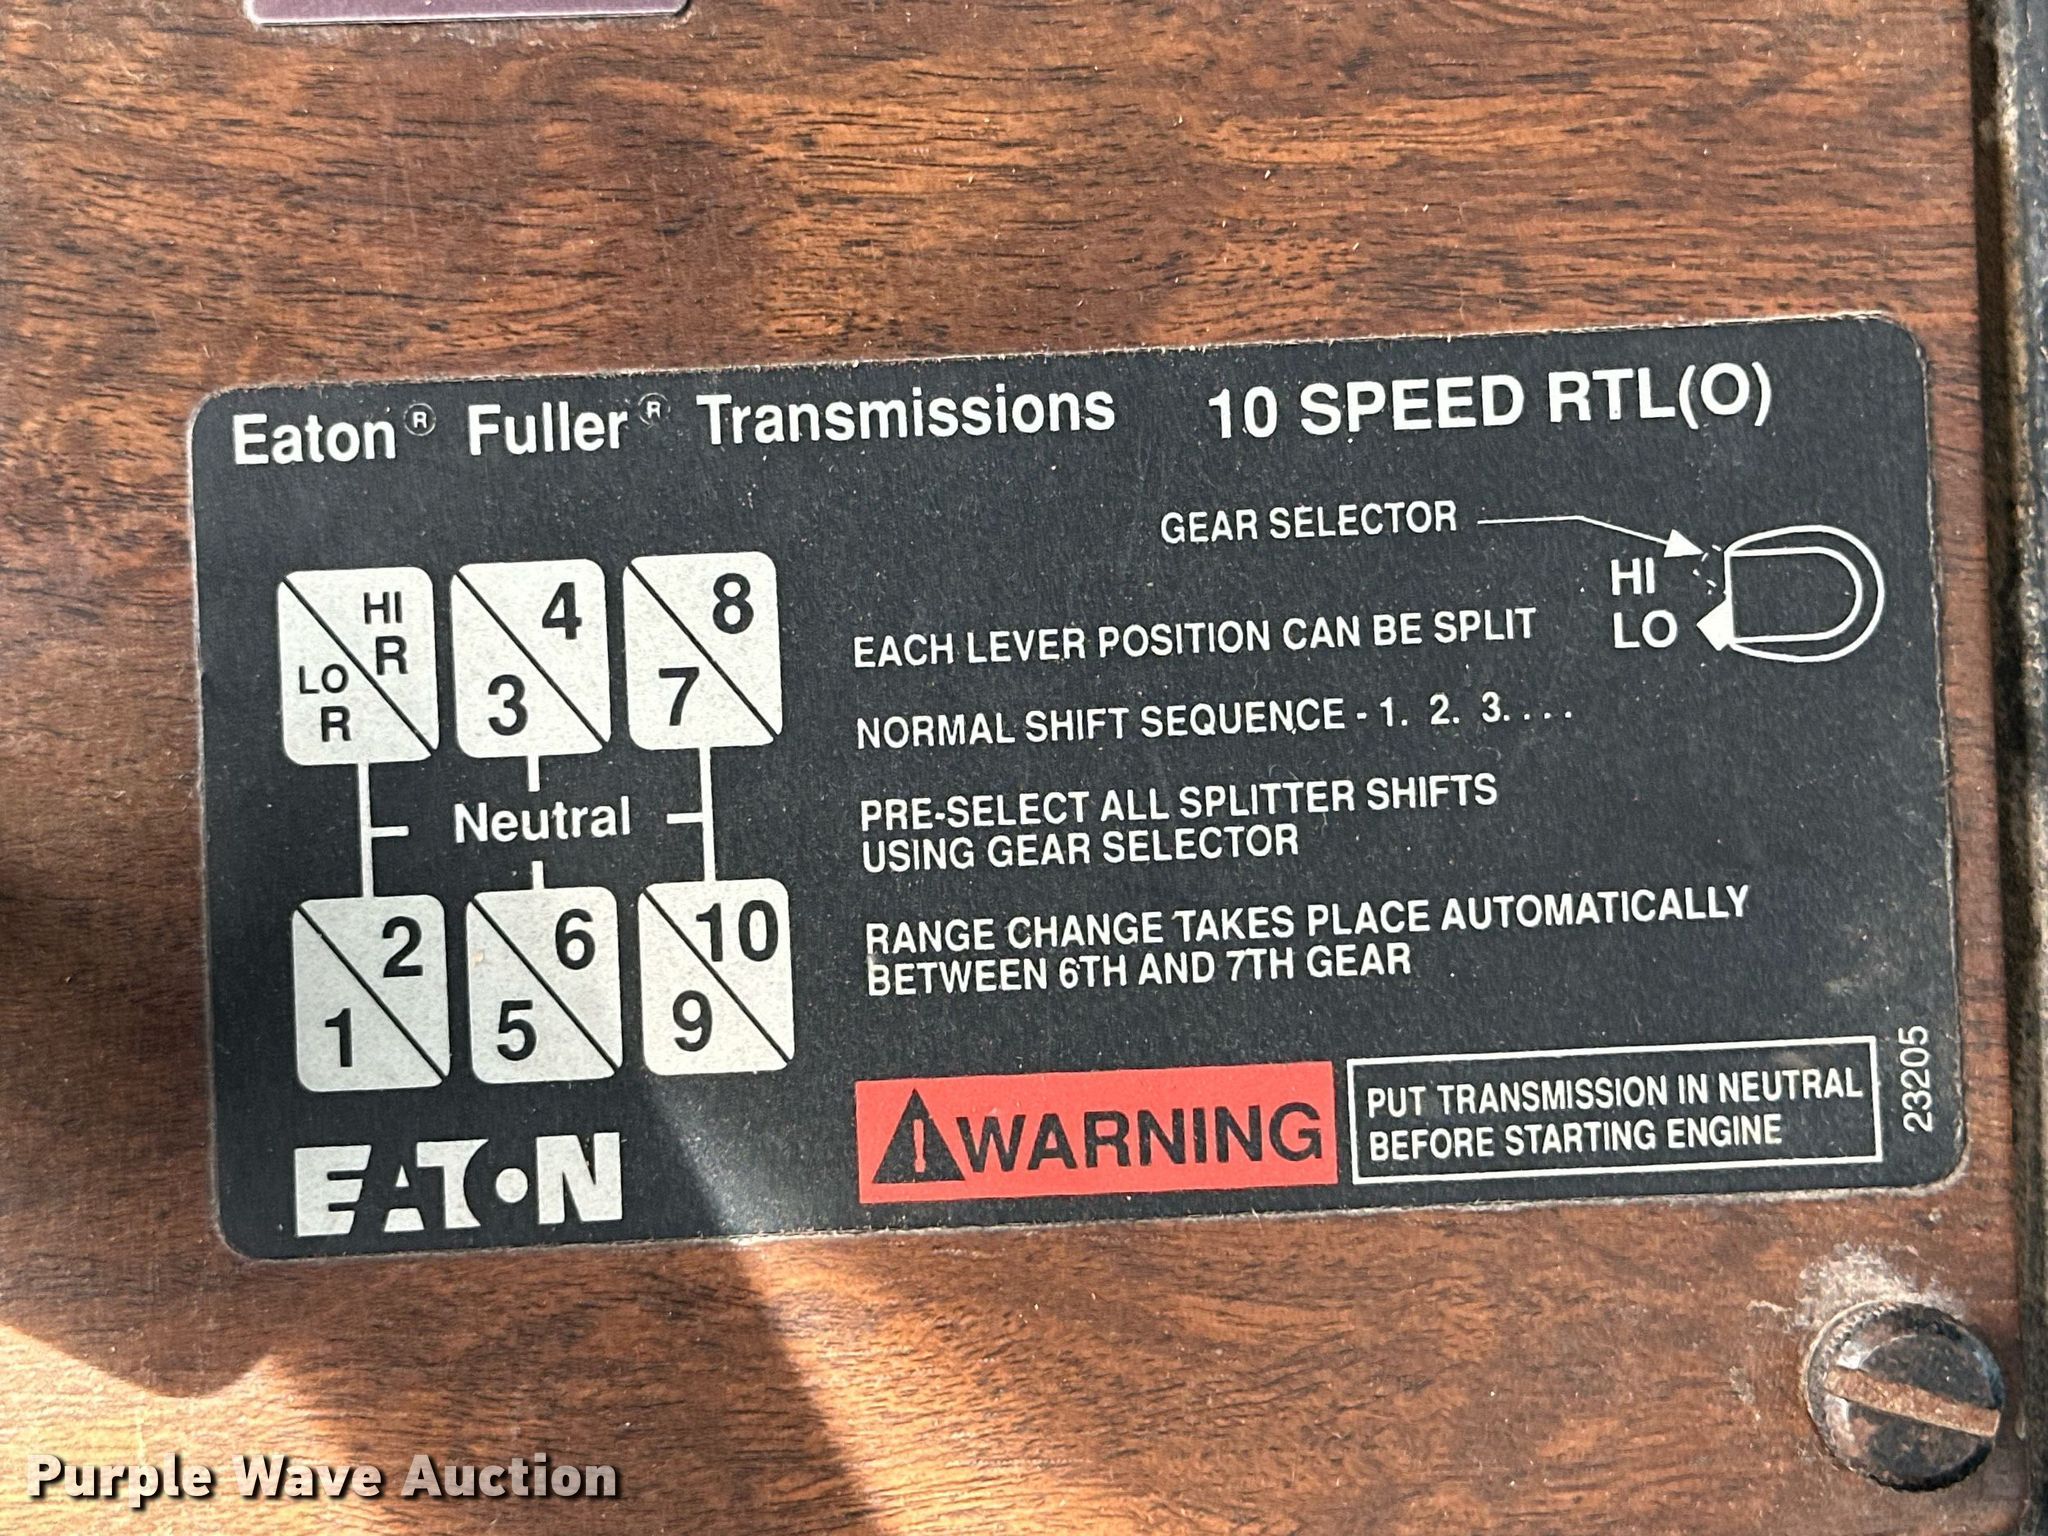 Eaton® Fuller® Transmissions 10 SPEED RTL(O)
GEAR SELECTOR
HI
LO
HI
R
LO
R
4
3
8
7
Neutral
2
1
6
5
10
9
EACH LEVER POSITION CAN BE SPLIT
NORMAL SHIFT SEQUENCE - 1. 2. 3. . . .
PRE-SELECT ALL SPLITTER SHIFTS
USING GEAR SELECTOR
RANGE CHANGE TAKES PLACE AUTOMATICALLY
BETWEEN 6TH AND 7TH GEAR
EATON
WARNING
PUT TRANSMISSION IN NEUTRAL
BEFORE STARTING ENGINE
23205
Purple Wave Auction